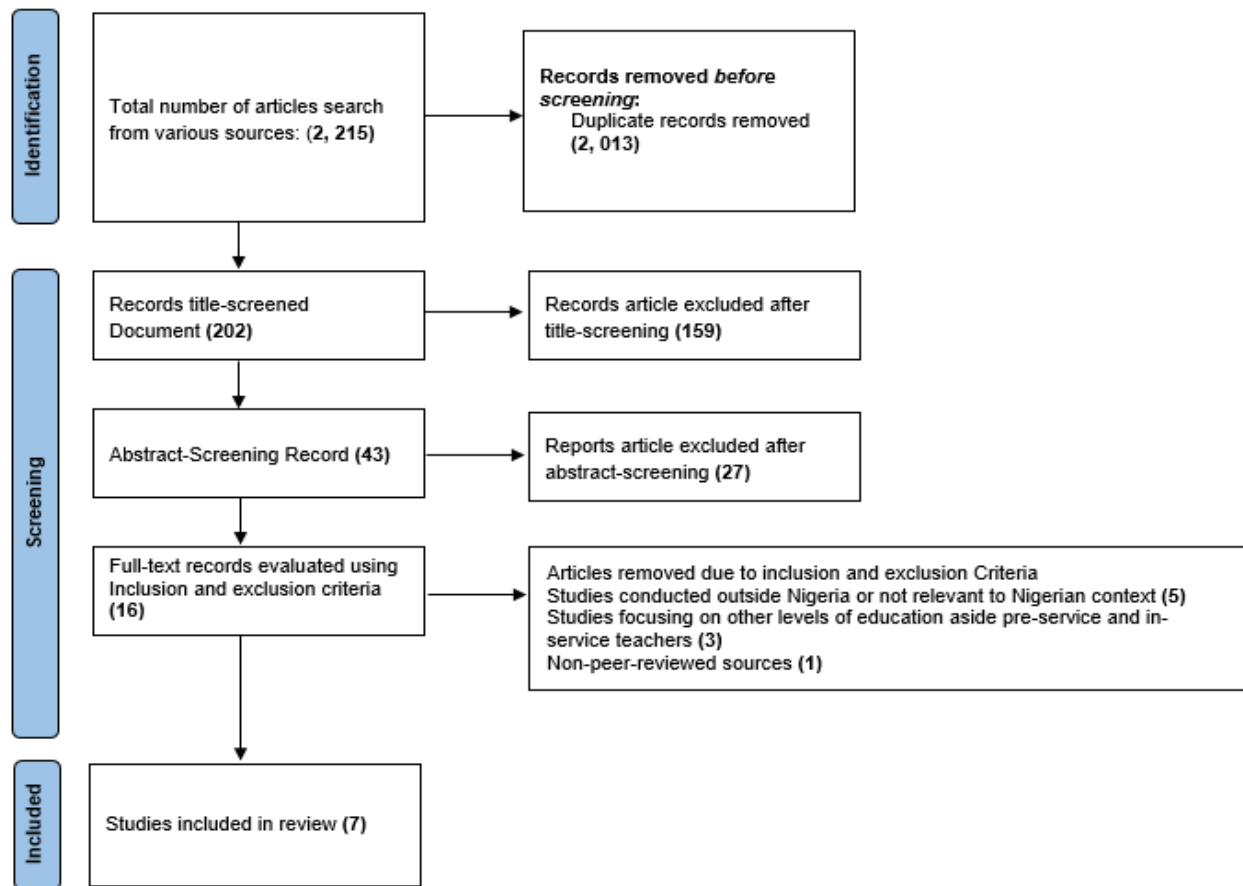 Identification
Total number of articles search
from various sources: (2, 215)
Records removed before
screening:
Duplicate records removed
(2, 013)
Screening
Records title-screened
Document (202)
Records article excluded after
title-screening (159)
Abstract-Screening Record (43)
Reports article excluded after
abstract-screening (27)
Full-text records evaluated using
Inclusion and exclusion criteria
(16)
Articles removed due to inclusion and exclusion Criteria
Studies conducted outside Nigeria or not relevant to Nigerian context (5)
Studies focusing on other levels of education aside pre-service and in-
service teachers (3)
Non-peer-reviewed sources (1)
Included
Studies included in review (7)